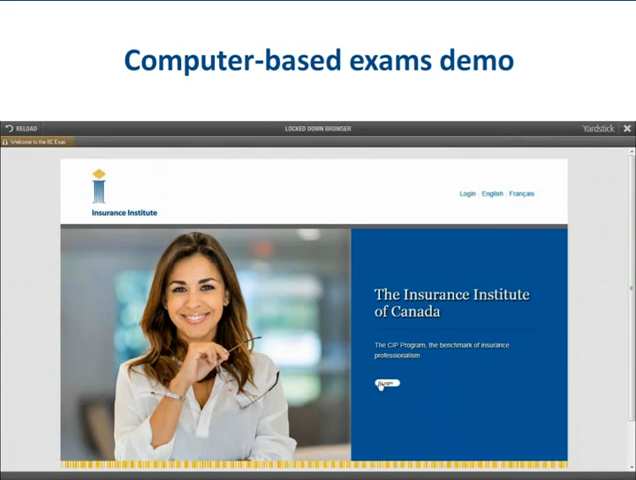 Computer-based exams demo
RELOAD
LOCKED DOWN BROWSER
Yardstick
Welcome to the IIC Exam
Login English Français
Insurance Institute
The Insurance Institute
of Canada
The CIP Program, the benchmark of insurance
professionalism
Login